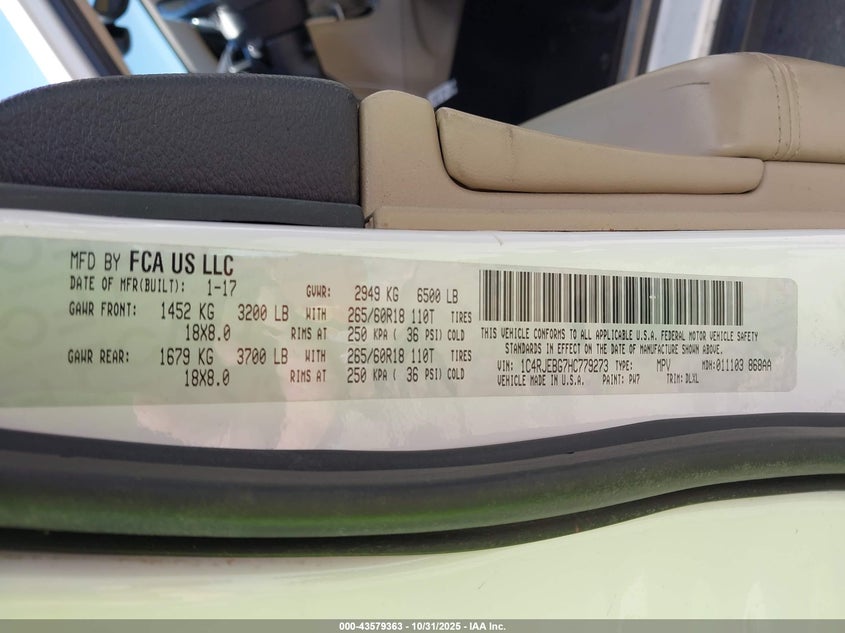 MFD BY FCA US LLC
DATE OF MFR(BUILT): 1-17 GVWR: 2949 KG 6500 LB
GAWR FRONT: 1452 KG 3200 LB WITH 265/60R18 110T TIRES
18X8.0 RIMS AT 250 KPA ( 36 PSI) COLD
GAWR REAR: 1679 KG 3700 LB WITH 265/60R18 110T TIRES
18X8.0 RIMS AT 250 KPA ( 36 PSI) COLD
THIS VEHICLE CONFORMS TO ALL APPLICABLE U.S.A. FEDERAL MOTOR VEHICLE SAFETY
STANDARDS IN EFFECT ON THE DATE OF MANUFACTURE SHOWN ABOVE.
VIN: 1C4RJEBG7HC779273 TYPE: MPV MDH:011103 868AA
VEHICLE MADE IN U.S.A. PAINT: PW7 TRIM: DLXL
000-43579363 - 10/31/2025 - IAA Inc.